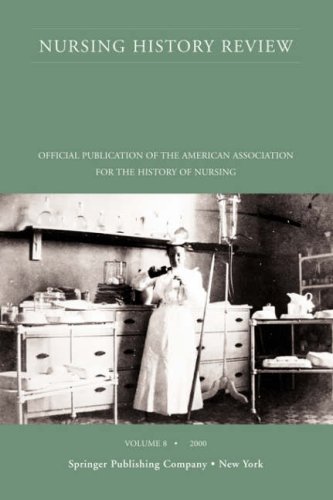 NURSING HISTORY REVIEW
OFFICIAL PUBLICATION OF THE AMERICAN ASSOCIATION
FOR THE HISTORY OF NURSING
VOLUME 8 • 2000
Springer Publishing Company • New York